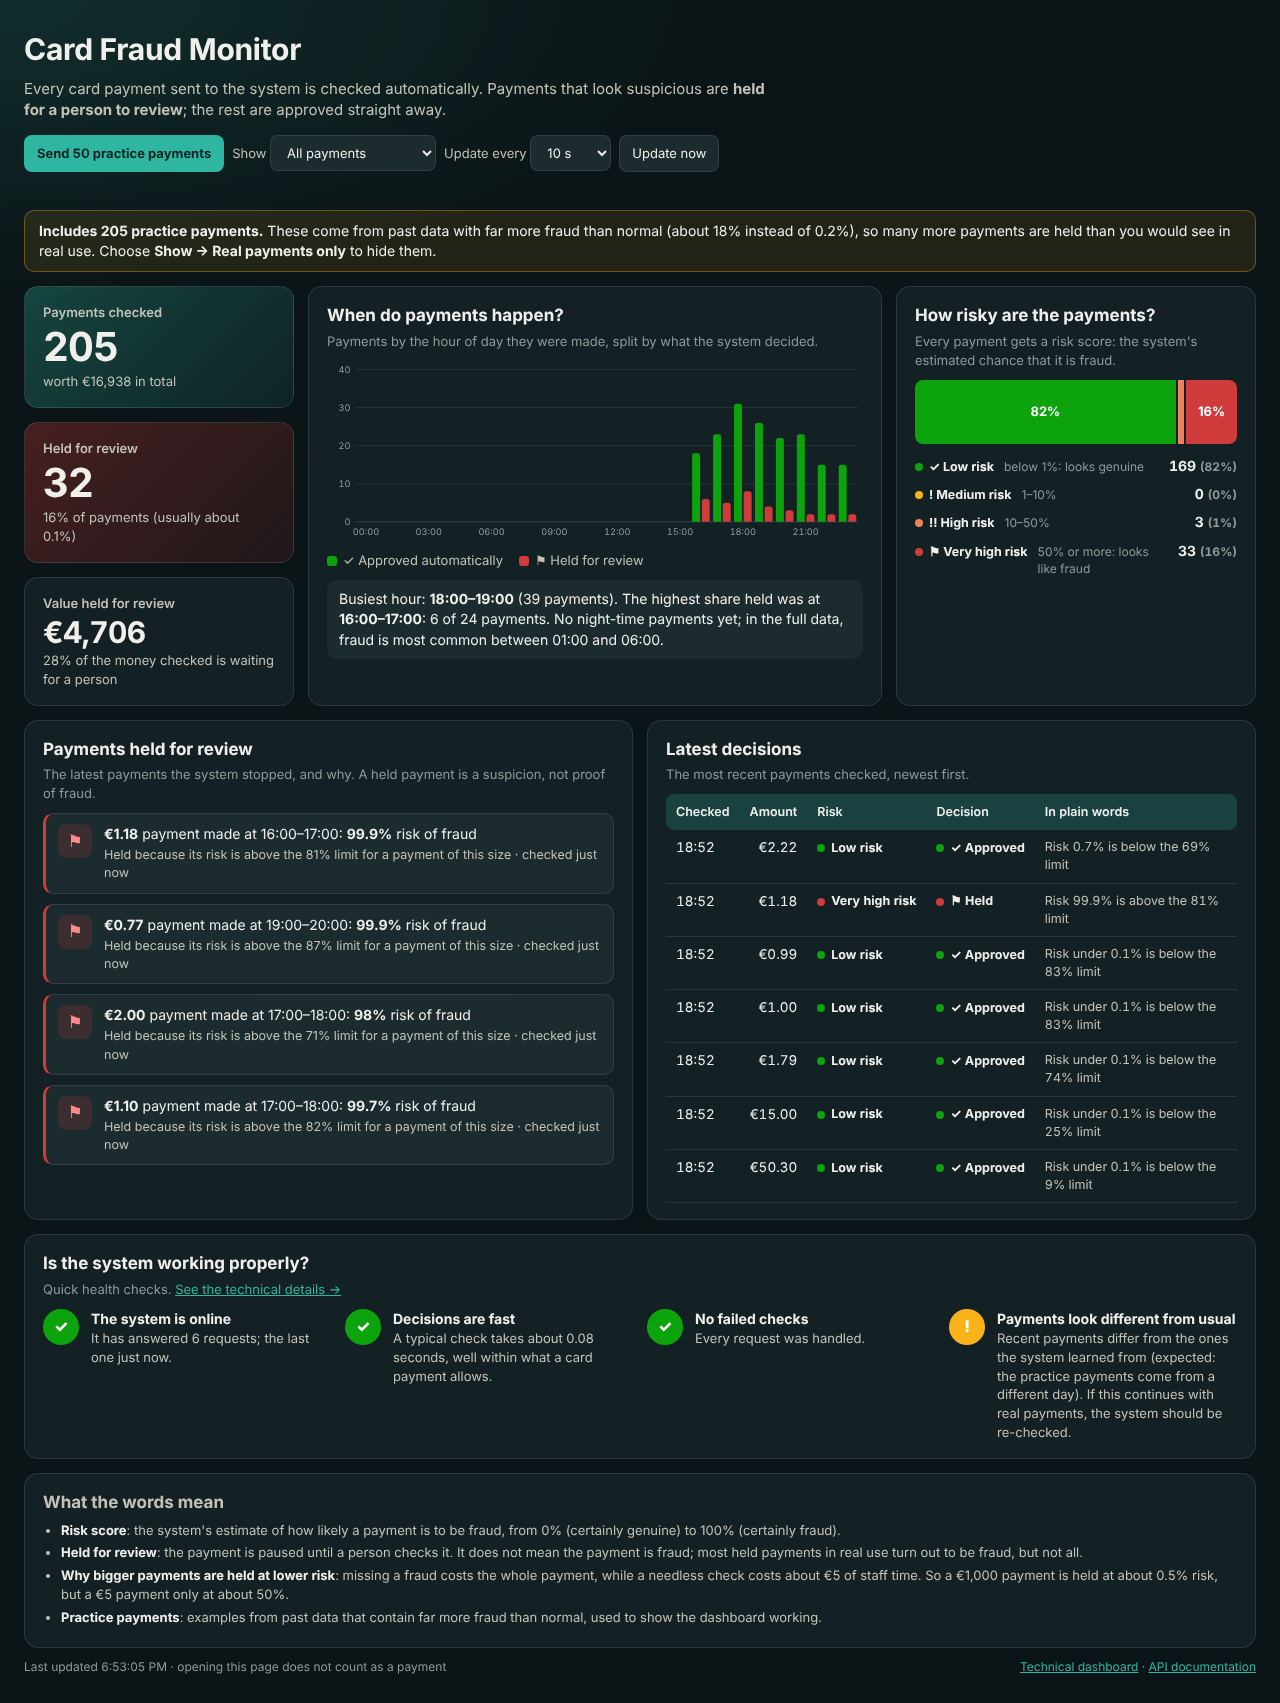 Card Fraud Monitor
Every card payment sent to the system is checked automatically. Payments that look suspicious are held
for a person to review; the rest are approved straight away.
Send 50 practice payments Show All payments Update every 10 s Update now
Includes 205 practice payments. These come from past data with far more fraud than normal (about 18% instead of 0.2%), so many more payments are held than you would see in
real use. Choose Show → Real payments only to hide them.
Payments checked
205
worth €16,938 in total
Held for review
32
16% of payments (usually about
0.1%)
Value held for review
€4,706
28% of the money checked is waiting
for a person
When do payments happen?
Payments by the hour of day they were made, split by what the system decided.
40
30
20
10
0
00:00 03:00 06:00 09:00 12:00 15:00 18:00 21:00
✓ Approved automatically ⚑ Held for review
Busiest hour: 18:00–19:00 (39 payments). The highest share held was at
16:00–17:00: 6 of 24 payments. No night-time payments yet; in the full data,
fraud is most common between 01:00 and 06:00.
How risky are the payments?
Every payment gets a risk score: the system's
estimated chance that it is fraud.
82% 16%
✓ Low risk below 1%: looks genuine 169 (82%)
! Medium risk 1–10% 0 (0%)
!! High risk 10–50% 3 (1%)
⚑ Very high risk 50% or more: looks 33 (16%)
like fraud
Payments held for review
The latest payments the system stopped, and why. A held payment is a suspicion, not proof
of fraud.
⚑ €1.18 payment made at 16:00–17:00: 99.9% risk of fraud
Held because its risk is above the 81% limit for a payment of this size · checked just
now
⚑ €0.77 payment made at 19:00–20:00: 99.9% risk of fraud
Held because its risk is above the 87% limit for a payment of this size · checked just
now
⚑ €2.00 payment made at 17:00–18:00: 98% risk of fraud
Held because its risk is above the 71% limit for a payment of this size · checked just
now
⚑ €1.10 payment made at 17:00–18:00: 99.7% risk of fraud
Held because its risk is above the 82% limit for a payment of this size · checked just
now
Latest decisions
The most recent payments checked, newest first.
Checked Amount Risk Decision In plain words
18:52 €2.22 Low risk ✓ Approved Risk 0.7% is below the 69%
limit
18:52 €1.18 Very high risk ⚑ Held Risk 99.9% is above the 81%
limit
18:52 €0.99 Low risk ✓ Approved Risk under 0.1% is below the
83% limit
18:52 €1.00 Low risk ✓ Approved Risk under 0.1% is below the
83% limit
18:52 €1.79 Low risk ✓ Approved Risk under 0.1% is below the
74% limit
18:52 €15.00 Low risk ✓ Approved Risk under 0.1% is below the
25% limit
18:52 €50.30 Low risk ✓ Approved Risk under 0.1% is below the
9% limit
Is the system working properly?
Quick health checks. See the technical details →
✓ The system is online
It has answered 6 requests; the last
one just now.
✓ Decisions are fast
A typical check takes about 0.08
seconds, well within what a card
payment allows.
✓ No failed checks
Every request was handled.
! Payments look different from usual
Recent payments differ from the ones
the system learned from (expected:
the practice payments come from a
different day). If this continues with
real payments, the system should be
re-checked.
What the words mean
• Risk score: the system's estimate of how likely a payment is to be fraud, from 0% (certainly genuine) to 100% (certainly fraud).
• Held for review: the payment is paused until a person checks it. It does not mean the payment is fraud; most held payments in real use turn out to be fraud, but not all.
• Why bigger payments are held at lower risk: missing a fraud costs the whole payment, while a needless check costs about €5 of staff time. So a €1,000 payment is held at about 0.5% risk,
but a €5 payment only at about 50%.
• Practice payments: examples from past data that contain far more fraud than normal, used to show the dashboard working.
Last updated 6:53:05 PM · opening this page does not count as a payment
Technical dashboard · API documentation